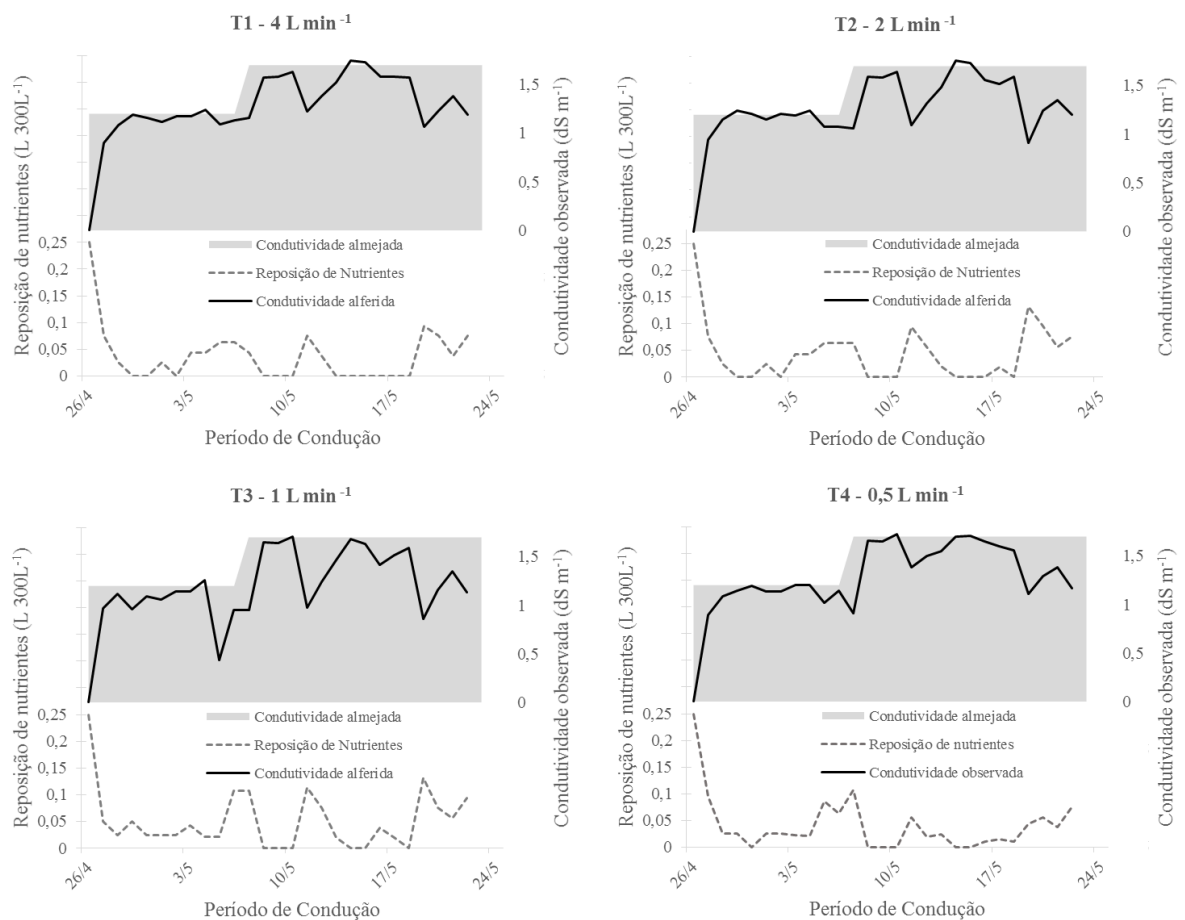 T1 - 4 L min -1
Reposição de nutrientes (L 300L-1)
0,25
0,2
0,15
0,1
0,05
0
1,5
1
0,5
0
Condutividade observada (dS m-1)
Condutividade almejada
Reposição de Nutrientes
Condutividade alferida
26/4
3/5
10/5
17/5
24/5
Período de Condução
T2 - 2 L min -1
Reposição de nutrientes (L 300L-1)
0,25
0,2
0,15
0,1
0,05
0
1,5
1
0,5
0
Condutividade observada (dS m-1)
Condutividade almejada
Reposição de Nutrientes
Condutividade alferida
26/4
3/5
10/5
17/5
24/5
Período de Condução
T3 - 1 L min -1
Reposição de nutrientes (L 300L-1)
0,25
0,2
0,15
0,1
0,05
0
1,5
1
0,5
0
Condutividade observada (dS m-1)
Condutividade almejada
Reposição de Nutrientes
Condutividade alferida
26/4
3/5
10/5
17/5
24/5
Período de Condução
T4 - 0,5 L min -1
Reposição de nutrientes (L 300L-1)
0,25
0,2
0,15
0,1
0,05
0
1,5
1
0,5
0
Condutividade observada (dS m-1)
Condutividade almejada
Reposição de nutrientes
Condutividade observada
26/4
3/5
10/5
17/5
24/5
Período de Condução